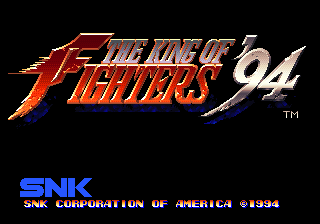 THE KING OF
FIGHTERS '94
TM
SNK
SNK CORPORATION OF AMERICA ©1994